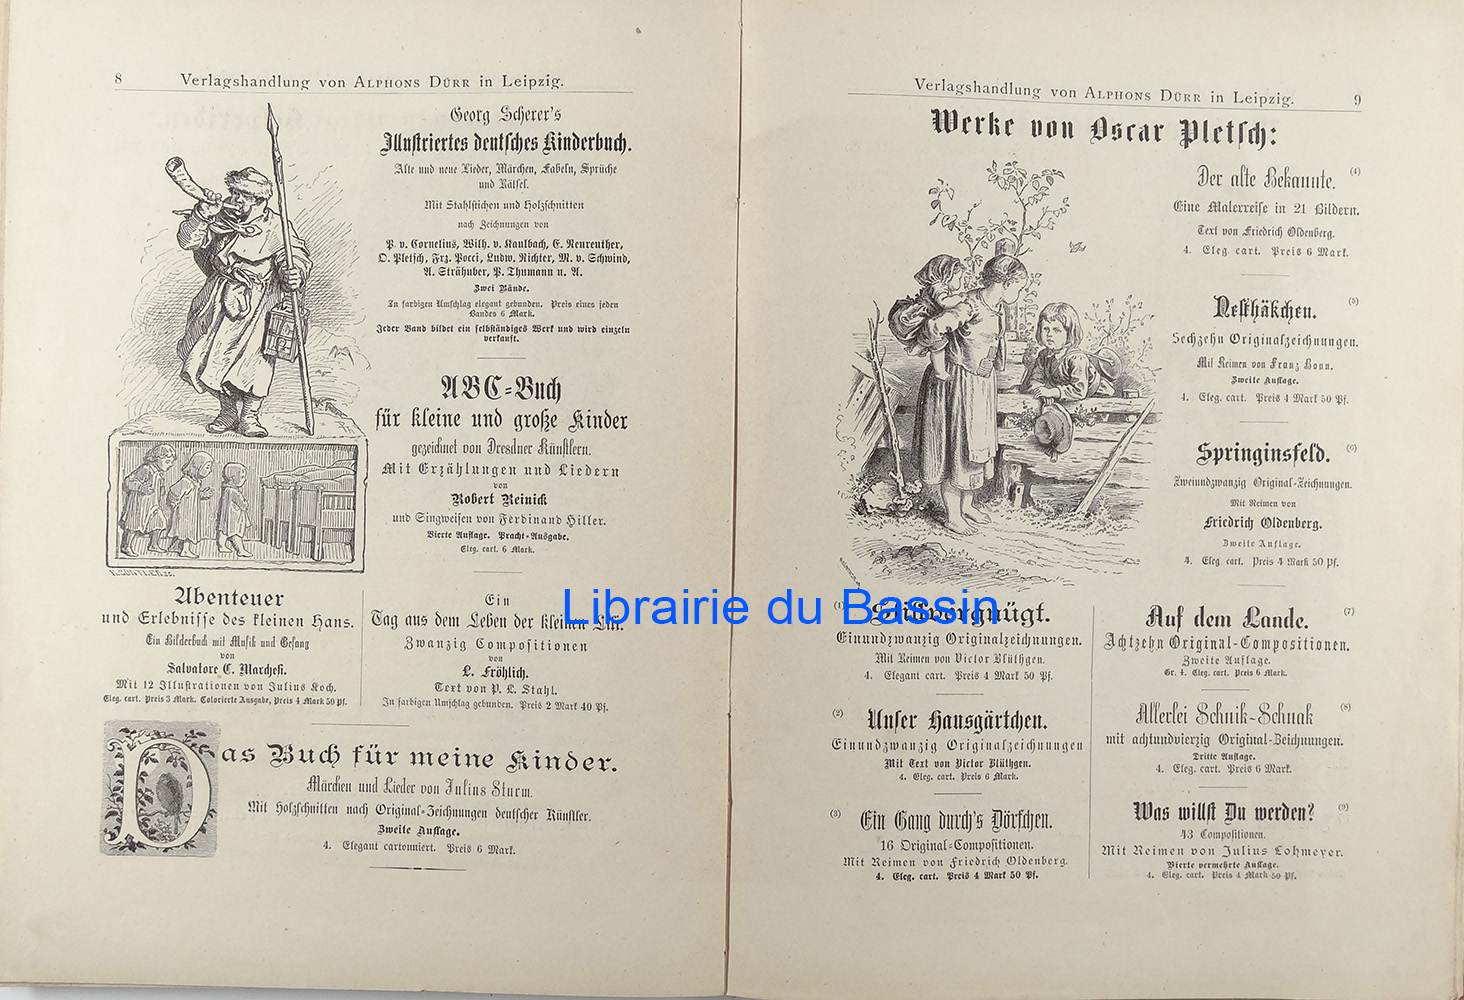 8 Verlagshandlung von Alphons Dürr in Leipzig.
Georg Scherer's
Illustriertes deutsches Kinderbuch.
Alte und neue Lieder, Märchen, Fabeln, Sprüche
und Rätsel.
Mit Stahlstichen und Holzschnitten
nach Zeichnungen von
P. v. Cornelius, Wilh. v. Kaulbach, E. Neureuther,
O. Pletsch, Frz. Pocci, Ludw. Richter, M. v. Schwind,
A. Strähuber, P. Thumann u. A.
Zwei Bände.
In farbigen Umschlag elegant gebunden. Preis eines jeden
Bandes 6 Mark.
Jeder Band bildet ein selbständiges Werk und wird einzeln
verkauft.
ABC-Buch
für kleine und große Kinder
gezeichnet von Dresdner Künstlern.
Mit Erzählungen und Liedern
von
Robert Reinick
und Singweisen von Ferdinand Hiller.
Vierte Auflage. Pracht-Ausgabe.
Eleg. cart. 6 Mark.
Abenteuer
und Erlebnisse des kleinen Hans.
Ein Bilderbuch mit Musik und Gesang
von
Salvatore C. Marchesi.
Mit 12 Illustrationen von Julius Koch.
Eleg. cart. Preis 3 Mark. Colorierte Ausgabe, Preis 4 Mark 50 Pf.
Ein
Tag aus dem Leben der kleinen Lili.
Zwanzig Compositionen
von
L. Fröhlich.
Text von P. L. Stahl.
In farbigen Umschlag gebunden. Preis 2 Mark 40 Pf.
Das Buch für meine Kinder.
Märchen und Lieder von Julius Sturm.
Mit Holzschnitten nach Original-Zeichnungen deutscher Künstler.
Zweite Auflage.
4. Elegant cartonniert. Preis 6 Mark.
Verlagshandlung von Alphons Dürr in Leipzig. 9
Werke von Oscar Pletsch:
Der alte Bekannte. (4)
Eine Malerreise in 21 Bildern.
Text von Friedrich Oldenberg.
4. Eleg. cart. Preis 6 Mark.
Nesthäkchen. (5)
Sechzehn Originalzeichnungen.
Mit Reimen von Franz Bonn.
Zweite Auflage.
4. Eleg. cart. Preis 4 Mark 50 Pf.
Springinsfeld. (6)
Zweiundzwanzig Original-Zeichnungen.
Mit Reimen von
Friedrich Oldenberg.
Zweite Auflage.
4. Eleg. cart. Preis 4 Mark 50 Pf.
(1) Stillvergnügt.
Einundzwanzig Originalzeichnungen.
Mit Reimen von Victor Blüthgen.
4. Elegant cart. Preis 4 Mark 50 Pf.
(2) Unser Hausgärtchen.
Einundzwanzig Originalzeichnungen
Mit Text von Victor Blüthgen.
4. Eleg. cart. Preis 6 Mark.
(3) Ein Gang durch's Dörfchen.
16 Original-Compositionen.
Mit Reimen von Friedrich Oldenberg.
4. Eleg. cart. Preis 4 Mark 50 Pf.
Auf dem Lande. (7)
Achtzehn Original-Compositionen.
Zweite Auflage.
Gr. 4. Eleg. cart. Preis 6 Mark.
Allerlei Schnik-Schnak (8)
mit achtundvierzig Original-Zeichnungen.
Dritte Auflage.
4. Eleg. cart. Preis 6 Mark.
Was willst Du werden? (9)
43 Compositionen.
Mit Reimen von Julius Lohmeyer.
Vierte vermehrte Auflage.
4. Eleg. cart. Preis 4 Mark 50 Pf.
Librairie du Bassin